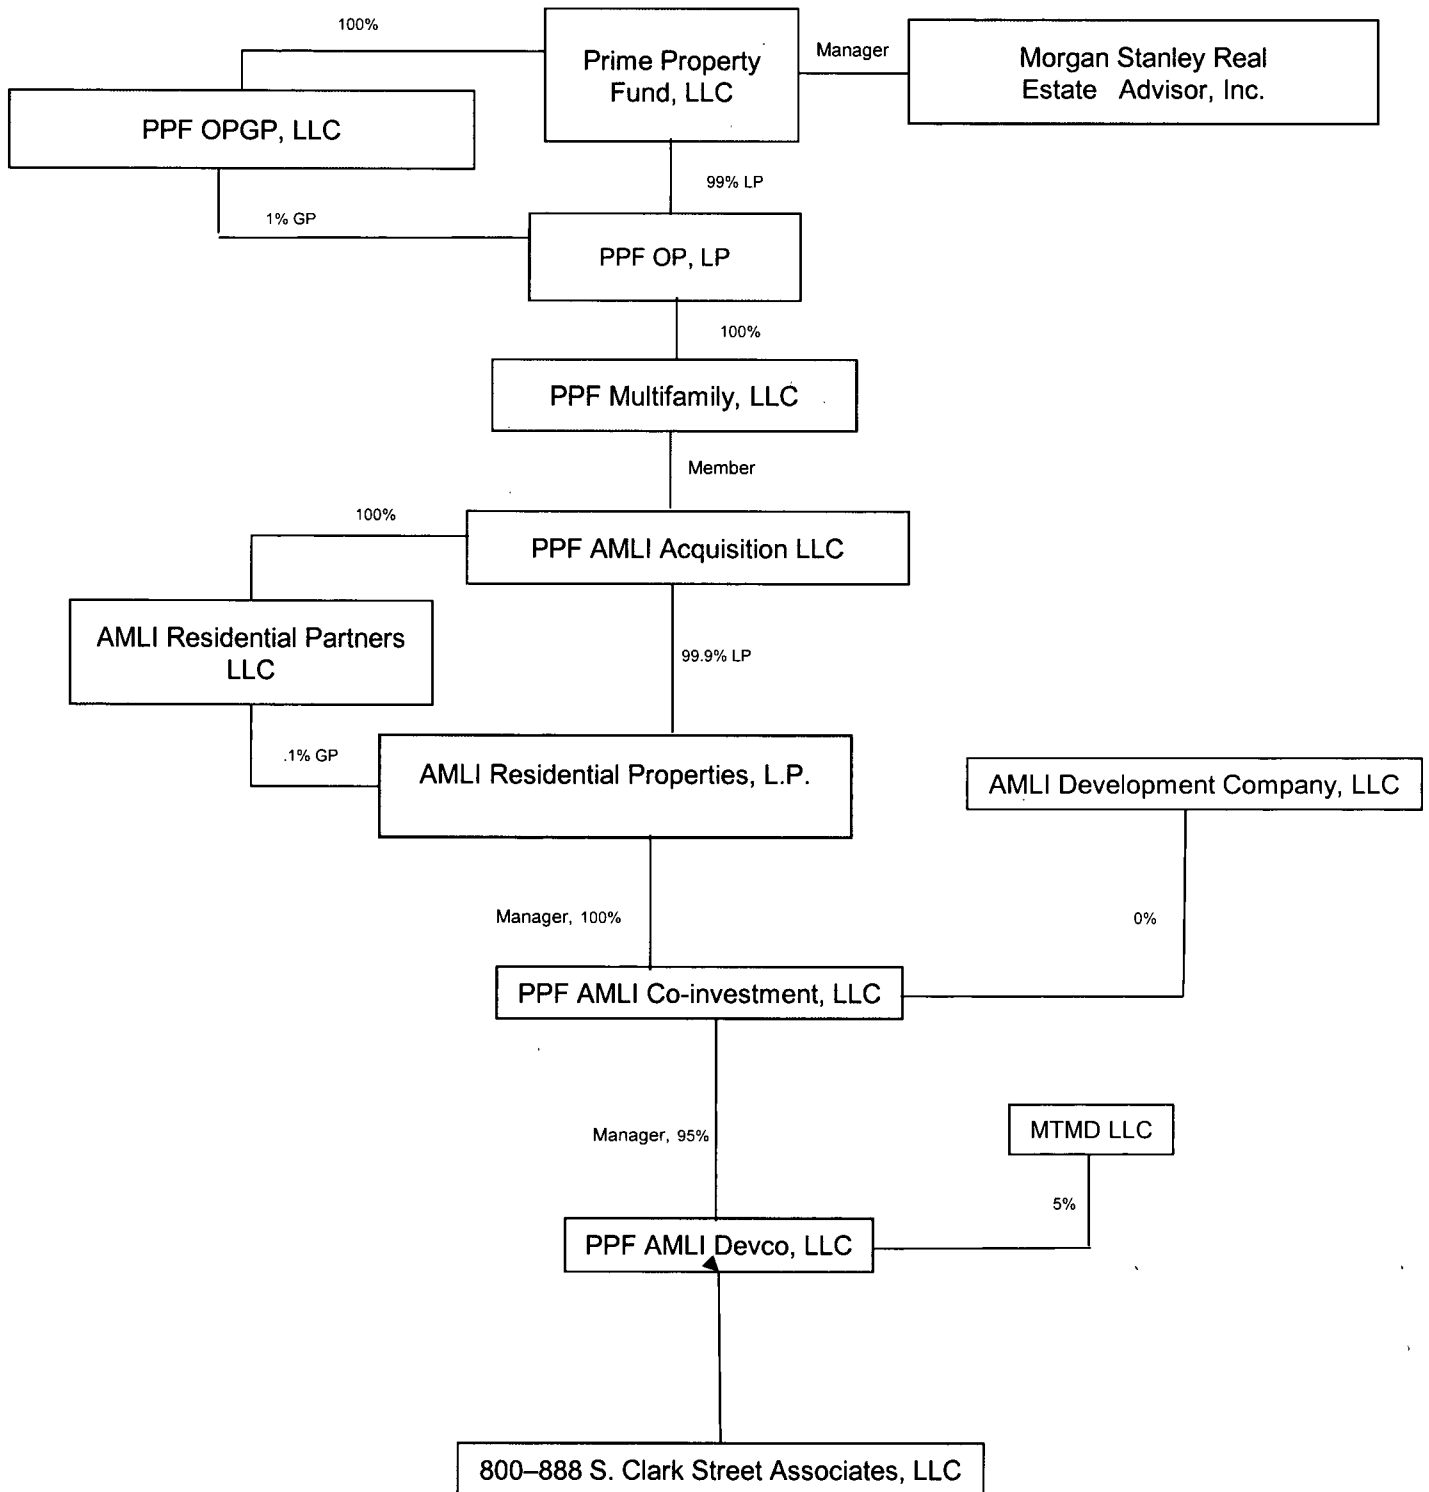 100%
Prime Property
Fund, LLC
Manager
Morgan Stanley Real
Estate Advisor, Inc.
PPF OPGP, LLC
99% LP
1% GP
PPF OP, LP
100%
PPF Multifamily, LLC
Member
100%
PPF AMLI Acquisition LLC
AMLI Residential Partners
LLC
99.9% LP
.1% GP
AMLI Residential Properties, L.P.
AMLI Development Company, LLC
Manager, 100%
0%
PPF AMLI Co-investment, LLC
Manager, 95%
MTMD LLC
5%
PPF AMLI Devco, LLC
800–888 S. Clark Street Associates, LLC